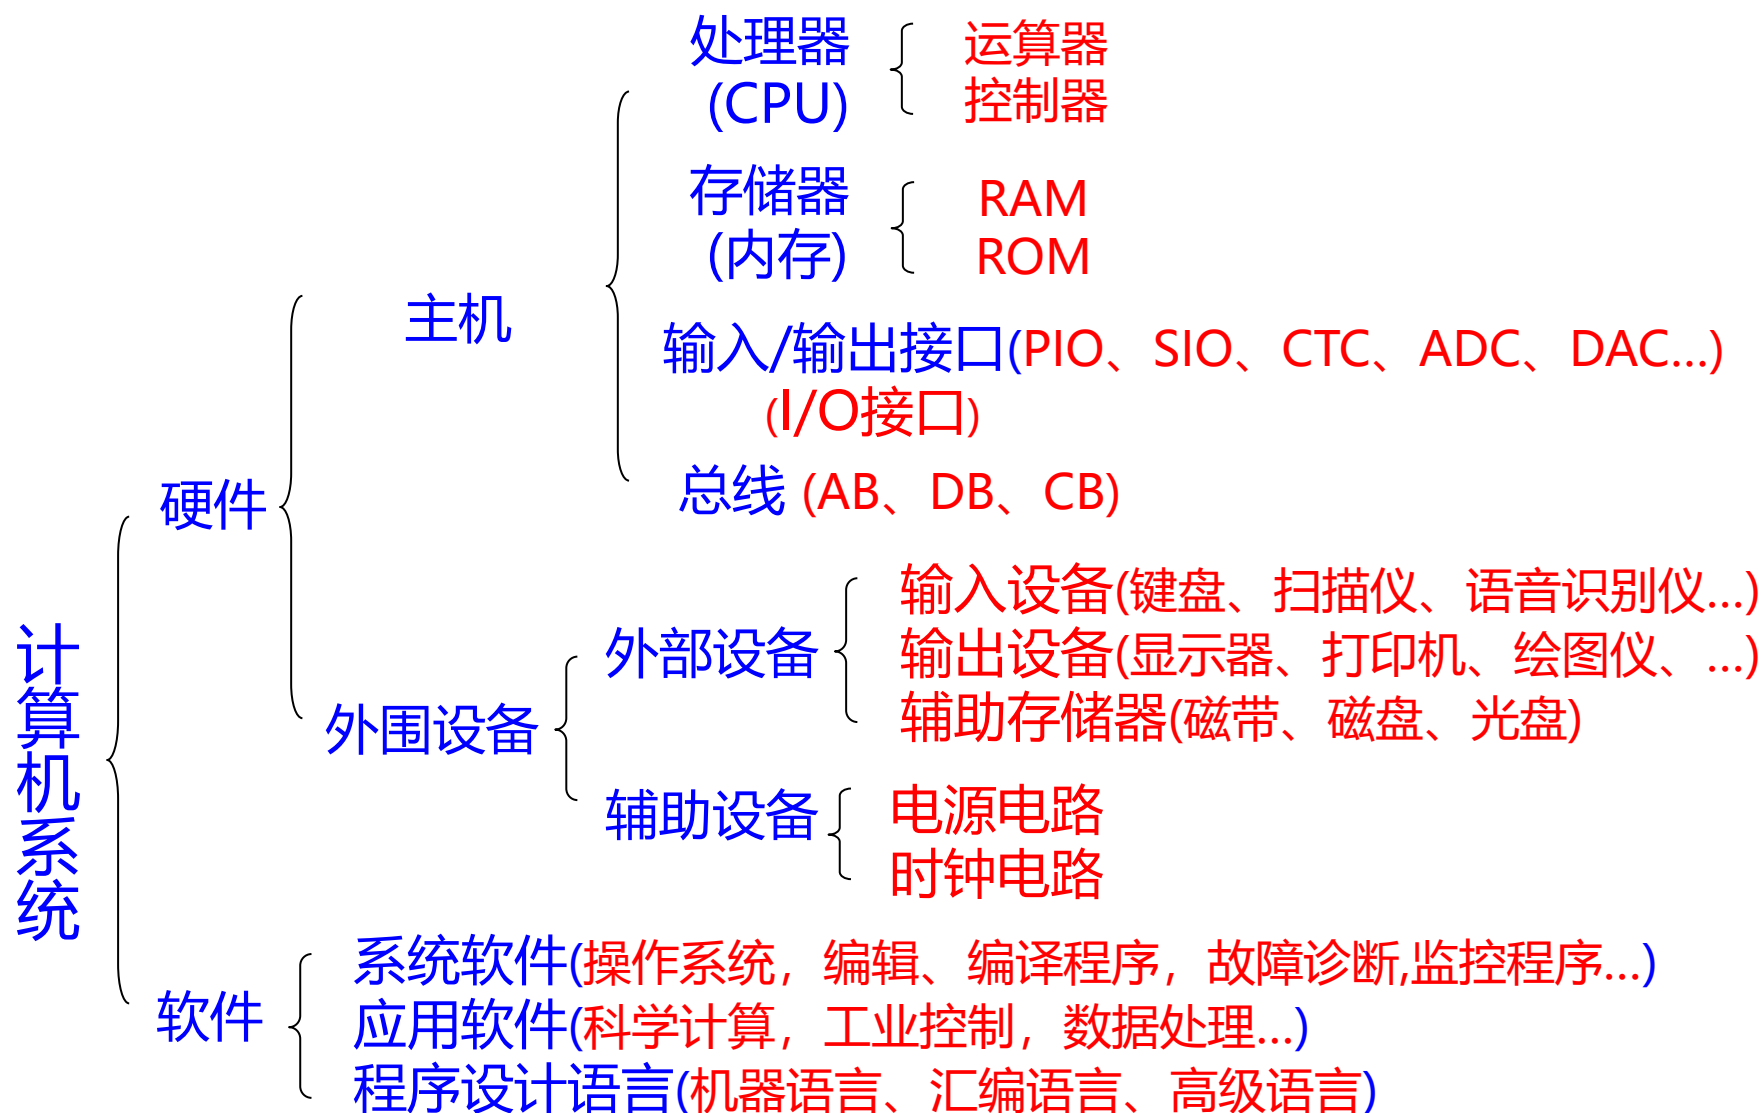 处理器
(CPU)
运算器
控制器
存储器
(内存)
RAM
ROM
主机
输入/输出接口(PIO、SIO、CTC、ADC、DAC...)
(I/O接口)
总线 (AB、DB、CB)
硬件
计算机系统
外围设备
外部设备
输入设备(键盘、扫描仪、语音识别仪...)
输出设备(显示器、打印机、绘图仪、...)
辅助存储器(磁带、磁盘、光盘)
辅助设备
电源电路
时钟电路
软件
系统软件(操作系统，编辑、编译程序，故障诊断,监控程序...)
应用软件(科学计算，工业控制，数据处理...)
程序设计语言(机器语言、汇编语言、高级语言)